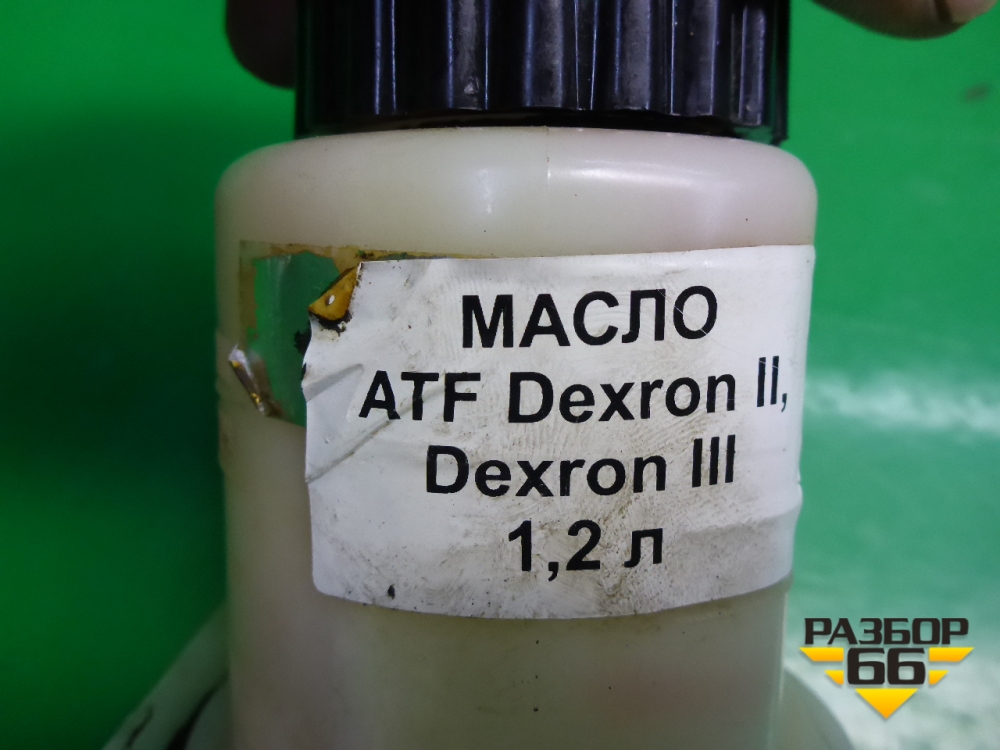 МАСЛО
ATF Dexron II,
Dexron III
1,2 л
РАЗБОР
66